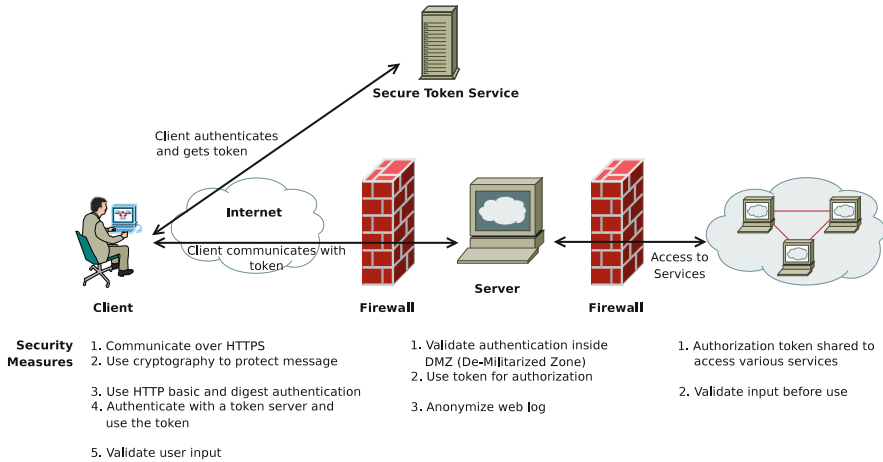 Secure Token Service
Client authenticates
and gets token
Internet
Client communicates with
token
Access to
Services
Client
Firewall
Server
Firewall
Security
Measures
1. Communicate over HTTPS
2. Use cryptography to protect message
3. Use HTTP basic and digest authentication
4. Authenticate with a token server and
use the token
5. Validate user input
1. Validate authentication inside
DMZ (De-Militarized Zone)
2. Use token for authorization
3. Anonymize web log
1. Authorization token shared to
access various services
2. Validate input before use